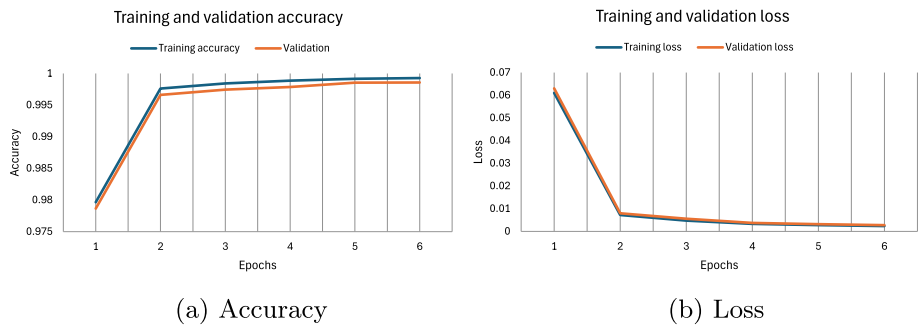 Training and validation accuracy
Training accuracy Validation
1
0.995
0.99
0.985
0.98
0.975
Accuracy
1 2 3 4 5 6
Epochs
(a) Accuracy
Training and validation loss
Training loss Validation loss
0.07
0.06
0.05
0.04
0.03
0.02
0.01
0
Loss
1 2 3 4 5 6
Epochs
(b) Loss